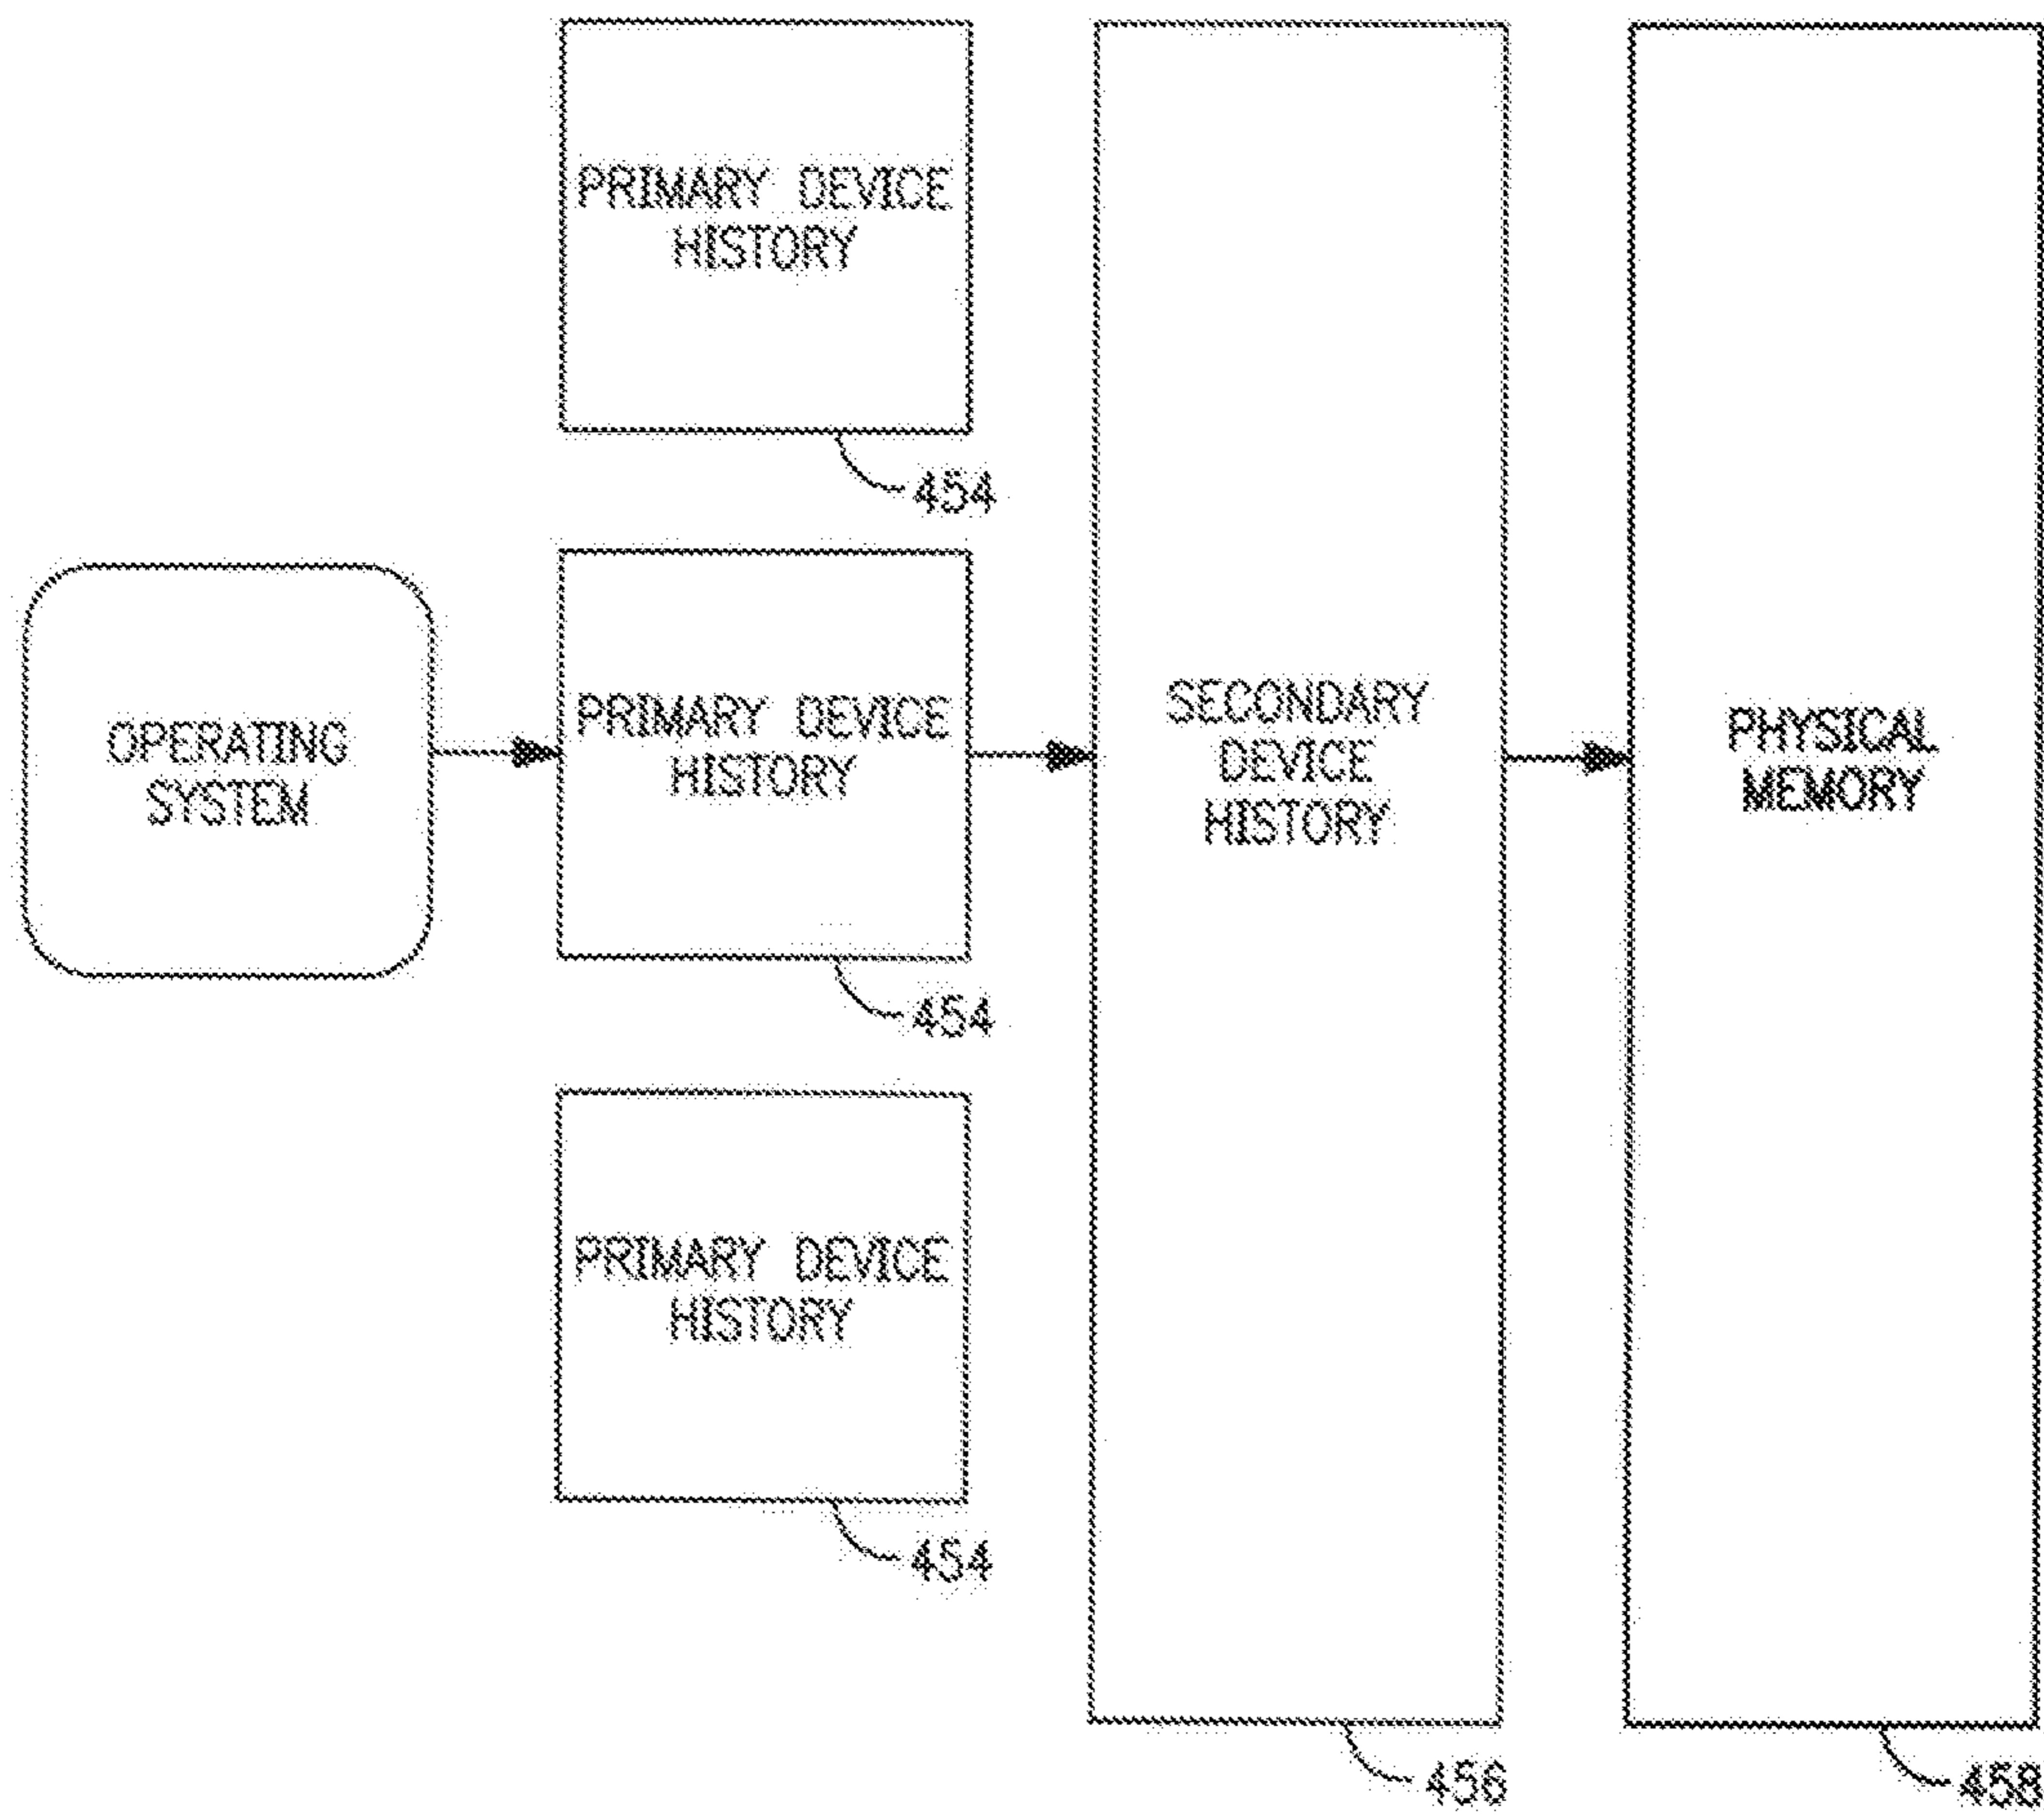 PRIMARY DEVICE
HISTORY
454
OPERATING
SYSTEM
PRIMARY DEVICE
HISTORY
454
SECONDARY
DEVICE
HISTORY
PHYSICAL
MEMORY
PRIMARY DEVICE
HISTORY
454
456
458